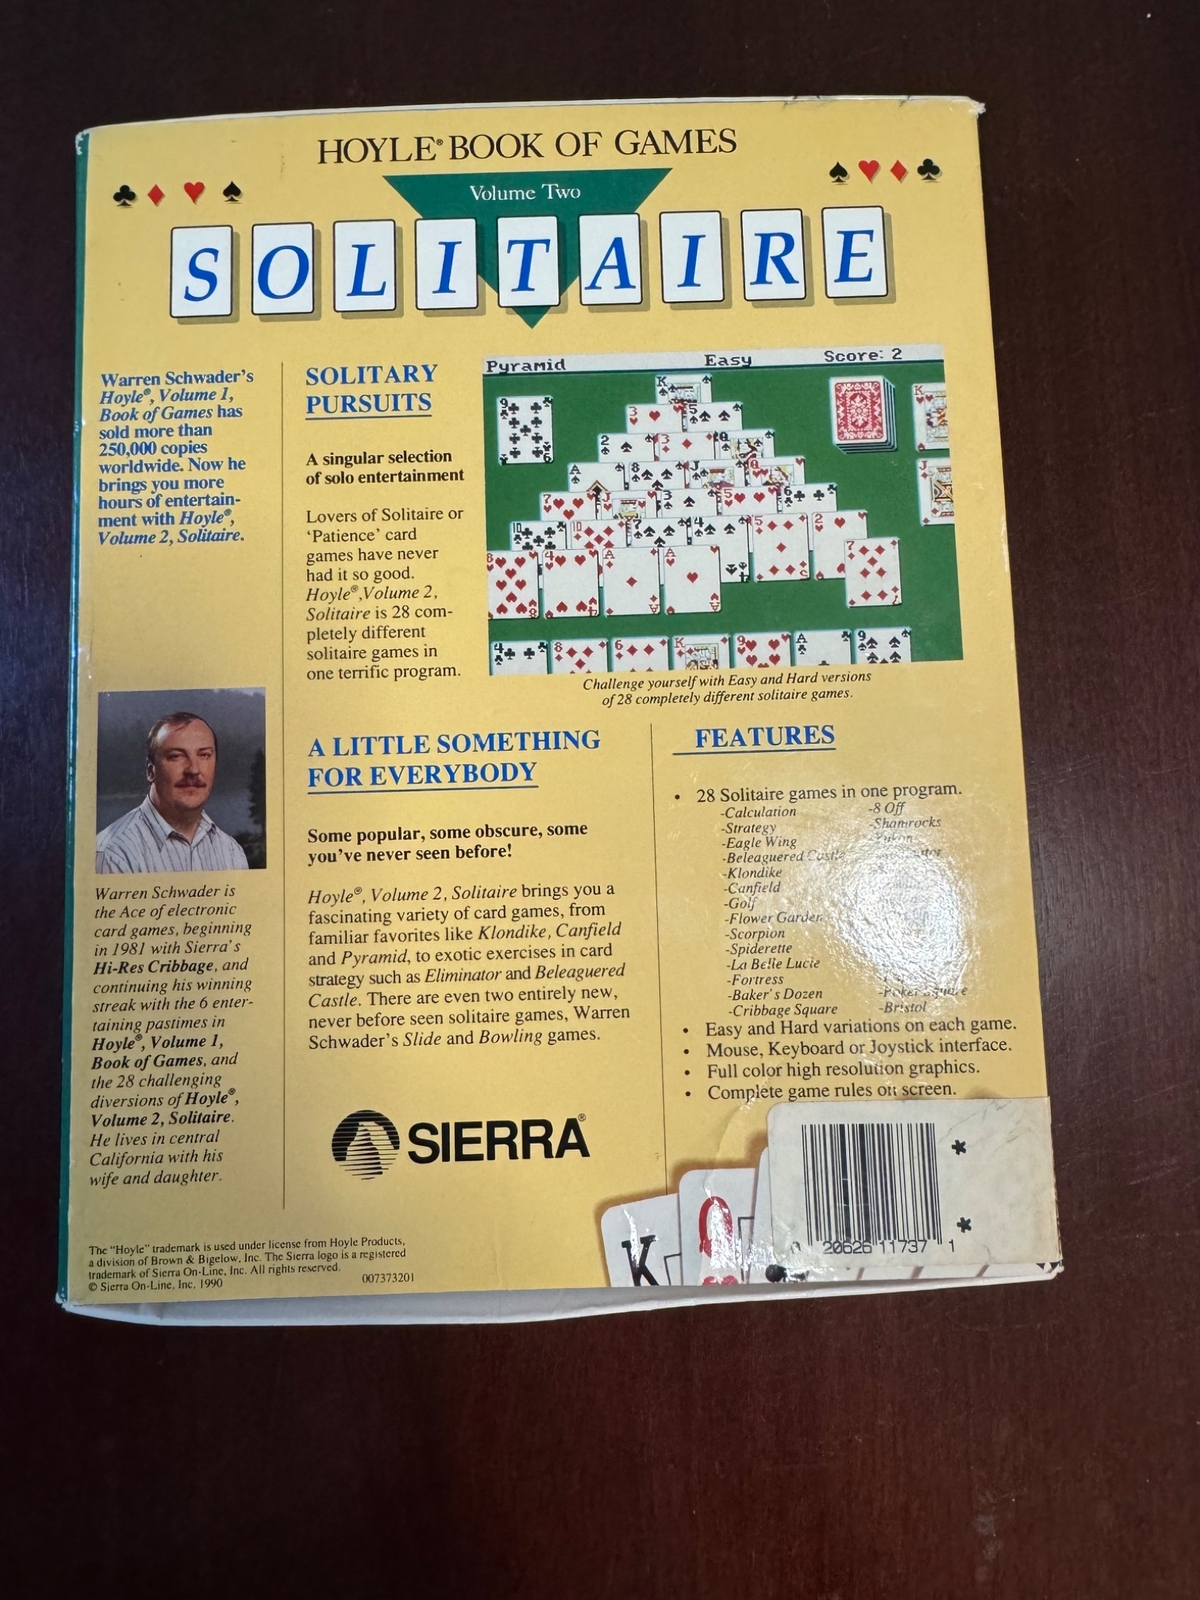 HOYLE® BOOK OF GAMES
Volume Two
SOLITAIRE
Warren Schwader's
Hoyle®, Volume 1,
Book of Games has
sold more than
250,000 copies
worldwide. Now he
brings you more
hours of entertain-
ment with Hoyle®,
Volume 2, Solitaire.
Warren Schwader is
the Ace of electronic
card games, beginning
in 1981 with Sierra's
Hi-Res Cribbage, and
continuing his winning
streak with the 6 enter-
taining pastimes in
Hoyle®, Volume 1,
Book of Games, and
the 28 challenging
diversions of Hoyle®,
Volume 2, Solitaire.
He lives in central
California with his
wife and daughter.
SOLITARY
PURSUITS
A singular selection
of solo entertainment
Lovers of Solitaire or
'Patience' card
games have never
had it so good.
Hoyle®,Volume 2,
Solitaire is 28 com-
pletely different
solitaire games in
one terrific program.
Pyramid Easy Score: 2
Challenge yourself with Easy and Hard versions
of 28 completely different solitaire games.
A LITTLE SOMETHING
FOR EVERYBODY
Some popular, some obscure, some
you've never seen before!
Hoyle®, Volume 2, Solitaire brings you a
fascinating variety of card games, from
familiar favorites like Klondike, Canfield
and Pyramid, to exotic exercises in card
strategy such as Eliminator and Beleaguered
Castle. There are even two entirely new,
never before seen solitaire games, Warren
Schwader's Slide and Bowling games.
FEATURES
• 28 Solitaire games in one program.
-Calculation
-Strategy
-Eagle Wing
-Beleaguered Castle
-Klondike
-Canfield
-Golf
-Flower Garden
-Scorpion
-Spiderette
-La Belle Lucie
-Fortress
-Baker's Dozen
-Cribbage Square
-8 Off
-Shamrocks
-Yukon
-Poker Square
-Bristol
• Easy and Hard variations on each game.
• Mouse, Keyboard or Joystick interface.
• Full color high resolution graphics.
• Complete game rules on screen.
SIERRA®
The "Hoyle" trademark is used under license from Hoyle Products,
a division of Brown & Bigelow, Inc. The Sierra logo is a registered
trademark of Sierra On-Line, Inc. All rights reserved.
© Sierra On-Line, Inc. 1990
007373201
K Q
0 20626 11737 1